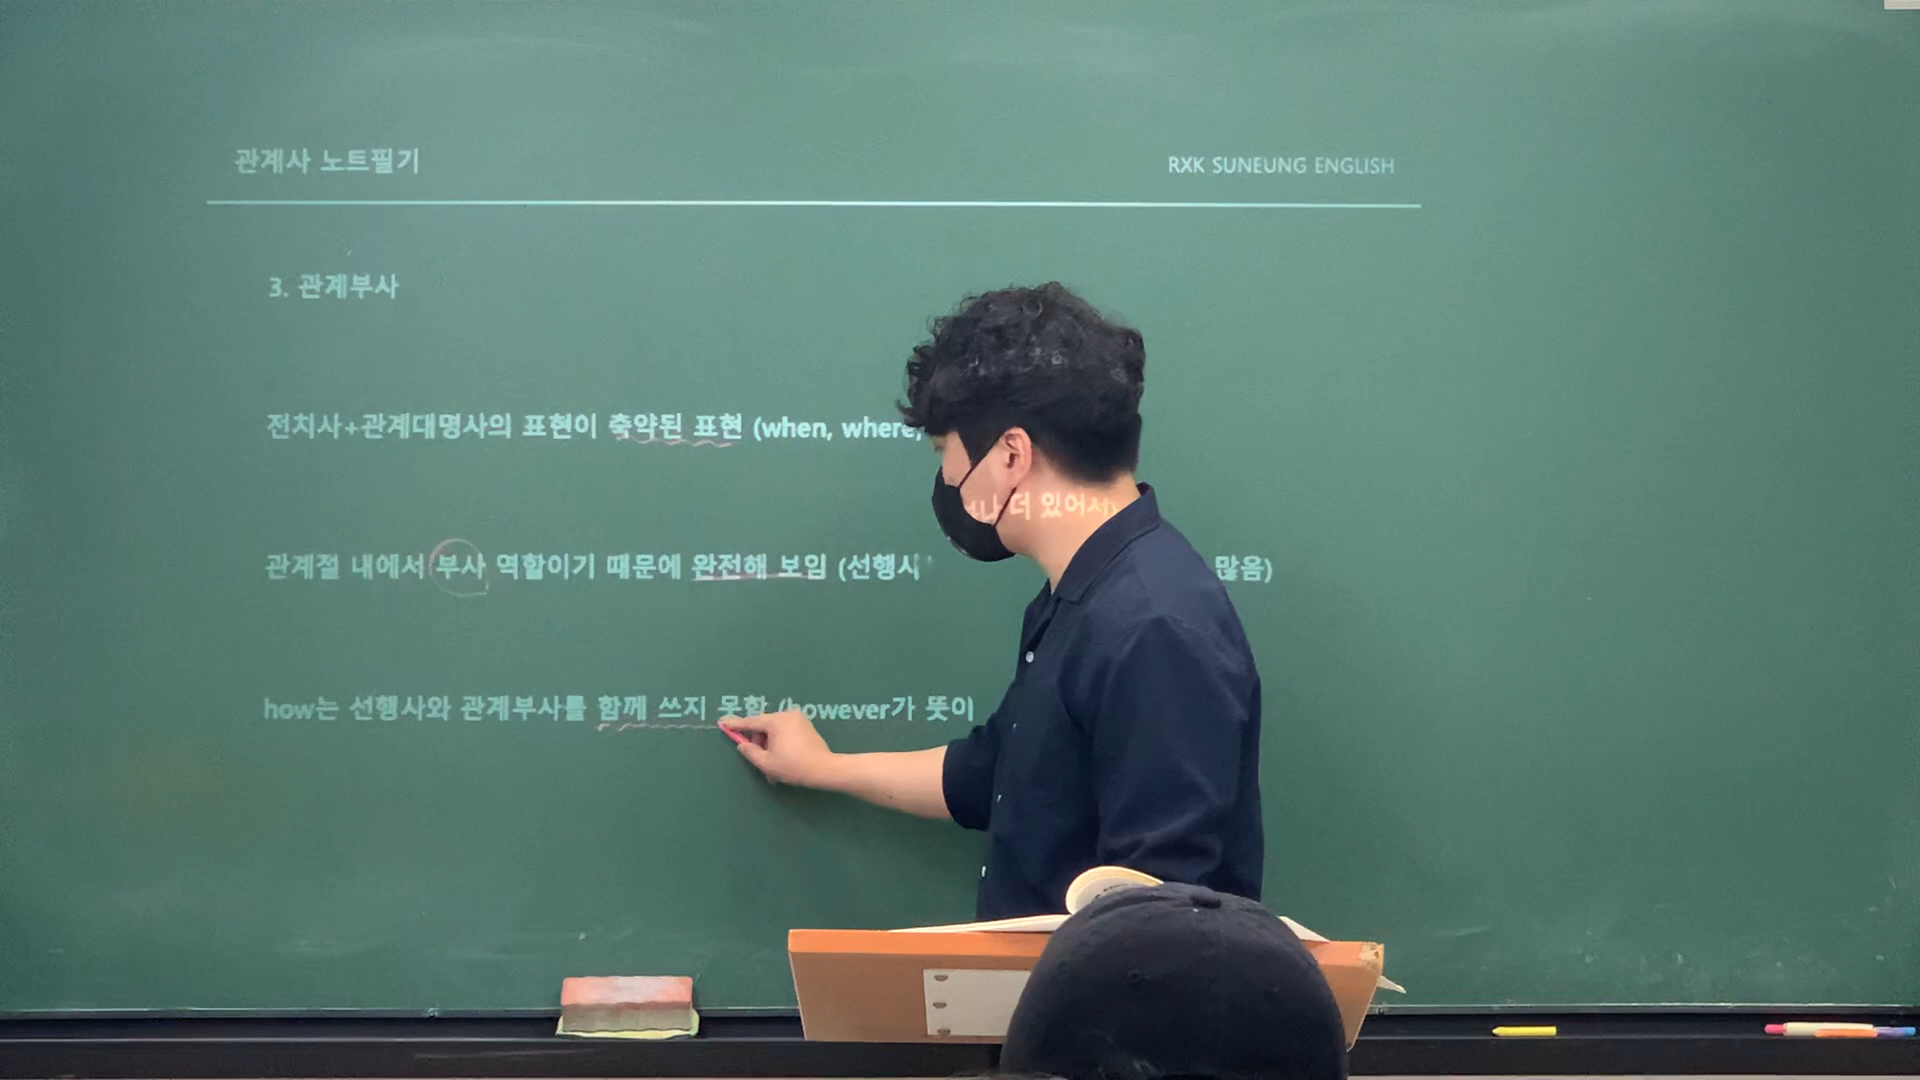 관계사 노트필기
RXK SUNEUNG ENGLISH
3. 관계부사
전치사+관계대명사의 표현이 축약된 표현 (when, where,
관계절 내에서 부사 역할이기 때문에 완전해 보임 (선행사 많음)
how는 선행사와 관계부사를 함께 쓰지 못함 (however가 뜻이
더 있어서)